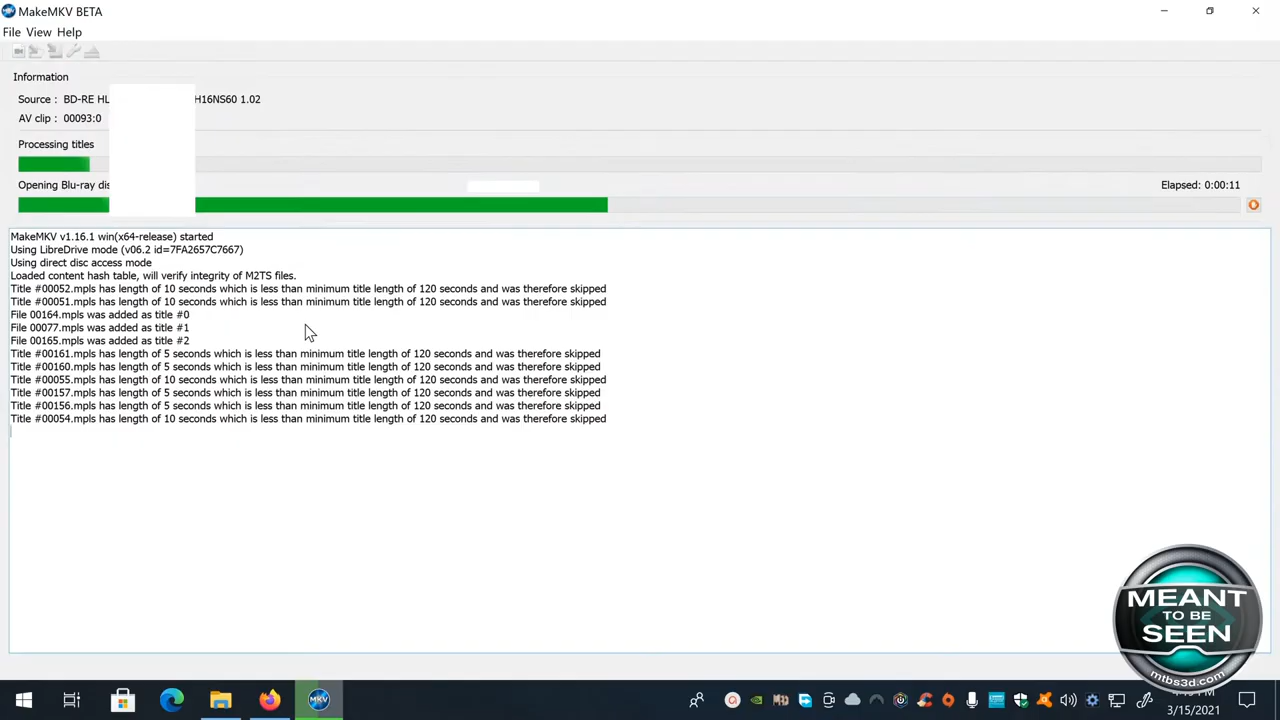 MakeMKV BETA
File View Help
Information
Source : BD-RE HL H16NS60 1.02
AV clip : 00093:0
Processing titles
Opening Blu-ray dis
Elapsed: 0:00:11
MakeMKV v1.16.1 win(x64-release) started
Using LibreDrive mode (v06.2 id=7FA2657C7667)
Using direct disc access mode
Loaded content hash table, will verify integrity of M2TS files.
Title #00052.mpls has length of 10 seconds which is less than minimum title length of 120 seconds and was therefore skipped
Title #00051.mpls has length of 10 seconds which is less than minimum title length of 120 seconds and was therefore skipped
File 00164.mpls was added as title #0
File 00077.mpls was added as title #1
File 00165.mpls was added as title #2
Title #00161.mpls has length of 5 seconds which is less than minimum title length of 120 seconds and was therefore skipped
Title #00160.mpls has length of 5 seconds which is less than minimum title length of 120 seconds and was therefore skipped
Title #00055.mpls has length of 10 seconds which is less than minimum title length of 120 seconds and was therefore skipped
Title #00157.mpls has length of 5 seconds which is less than minimum title length of 120 seconds and was therefore skipped
Title #00156.mpls has length of 5 seconds which is less than minimum title length of 120 seconds and was therefore skipped
Title #00054.mpls has length of 10 seconds which is less than minimum title length of 120 seconds and was therefore skipped
MEANT
TO BE
SEEN
mtbs3d.com
MKV
3/15/2021